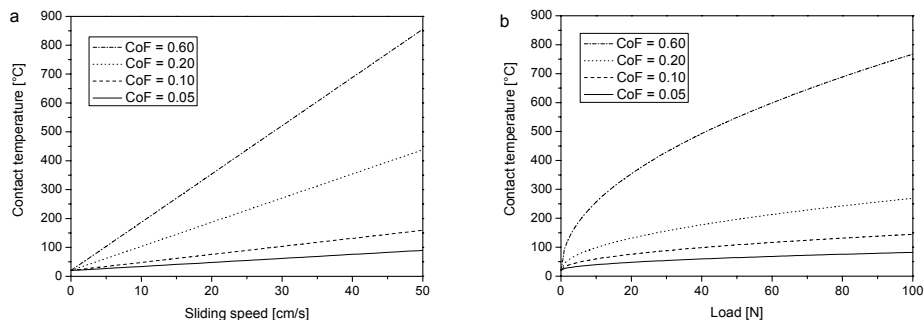 a
900
800
700
600
500
400
300
200
100
0
Contact temperature [°C]
CoF = 0.60
CoF = 0.20
CoF = 0.10
CoF = 0.05
0 10 20 30 40 50
Sliding speed [cm/s]
b
900
800
700
600
500
400
300
200
100
0
Contact temperature [°C]
CoF = 0.60
CoF = 0.20
CoF = 0.10
CoF = 0.05
0 20 40 60 80 100
Load [N]